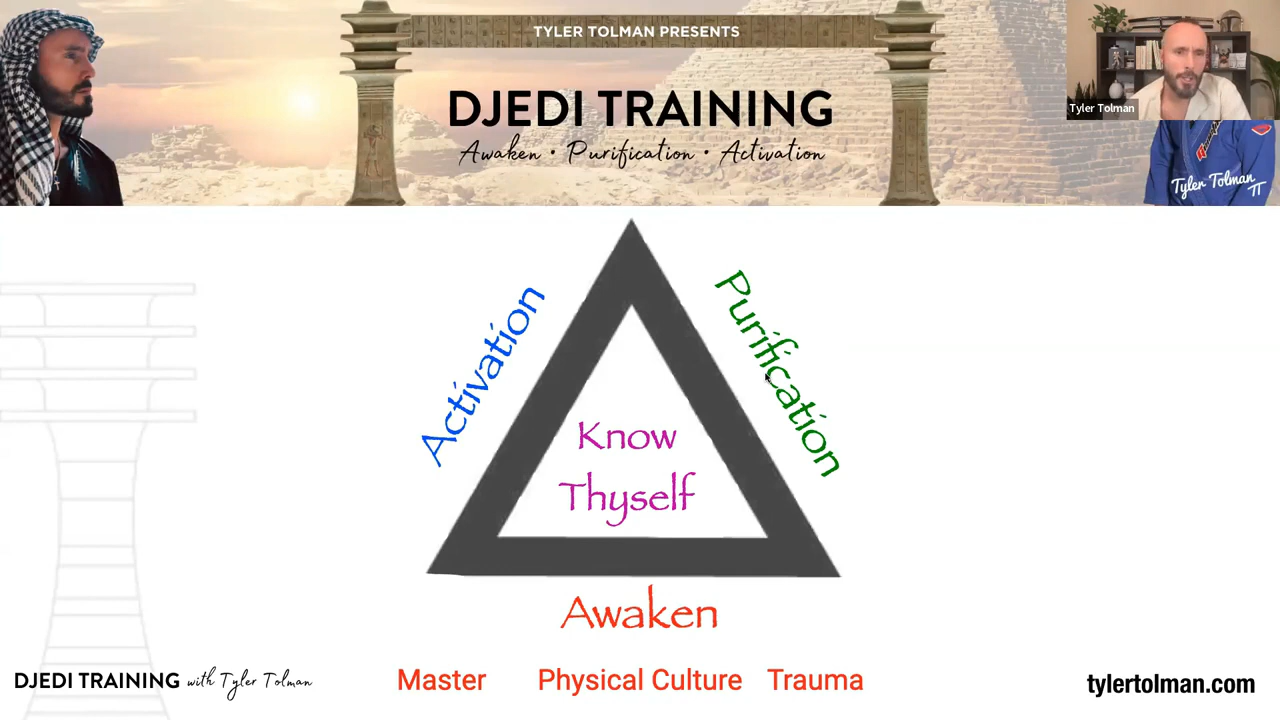 TYLER TOLMAN PRESENTS
DJEDI TRAINING
Awaken • Purification • Activation
Tyler Tolman
Tyler Tolman
TT
Activation
Purification
Know
Thyself
Awaken
Master Physical Culture Trauma
DJEDI TRAINING with Tyler Tolman
tylertolman.com